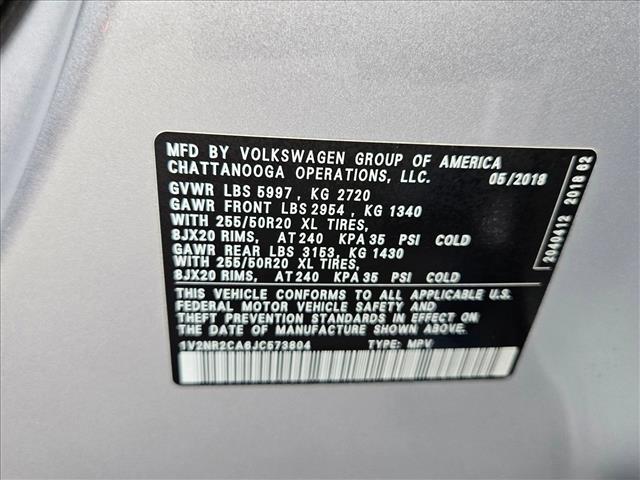 MFD BY VOLKSWAGEN GROUP OF AMERICA
CHATTANOOGA OPERATIONS, LLC. 05/2018
GVWR LBS 5997 , KG 2720
GAWR FRONT LBS 2954 , KG 1340
WITH 255/50R20 XL TIRES,
8JX20 RIMS, AT 240 KPA 35 PSI COLD
GAWR REAR LBS 3153, KG 1430
WITH 255/50R20 XL TIRES,
8JX20 RIMS, AT 240 KPA 35 PSI COLD
THIS VEHICLE CONFORMS TO ALL APPLICABLE U.S.
FEDERAL MOTOR VEHICLE SAFETY AND
THEFT PREVENTION STANDARDS IN EFFECT ON
THE DATE OF MANUFACTURE SHOWN ABOVE.
1V2NR2CA6JC573804 TYPE: MPV
2040412 2018 02